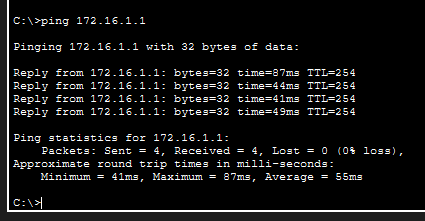 C:\>ping 172.16.1.1
Pinging 172.16.1.1 with 32 bytes of data:
Reply from 172.16.1.1: bytes=32 time=87ms TTL=254
Reply from 172.16.1.1: bytes=32 time=44ms TTL=254
Reply from 172.16.1.1: bytes=32 time=41ms TTL=254
Reply from 172.16.1.1: bytes=32 time=49ms TTL=254
Ping statistics for 172.16.1.1:
    Packets: Sent = 4, Received = 4, Lost = 0 (0% loss),
Approximate round trip times in milli-seconds:
    Minimum = 41ms, Maximum = 87ms, Average = 55ms
C:\>